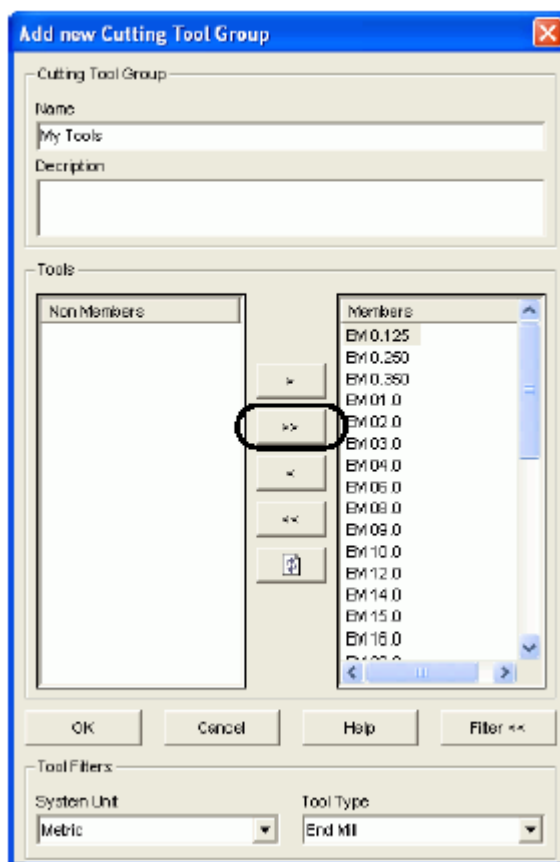 Add new Cutting Tool Group
Cutting Tool Group
Name
My Tools
Decription
Tools
Non Members
Members
EM 0.125
EM 0.250
EM 0.350
EM 01.0
EM 02.0
EM 03.0
EM 04.0
EM 06.0
EM 08.0
EM 09.0
EM 10.0
EM 12.0
EM 14.0
EM 15.0
EM 16.0
>
>>
<
<<
OK
Cancel
Help
Filter <<
Tool Filters
System Unit
Tool Type
Metric
End Mill